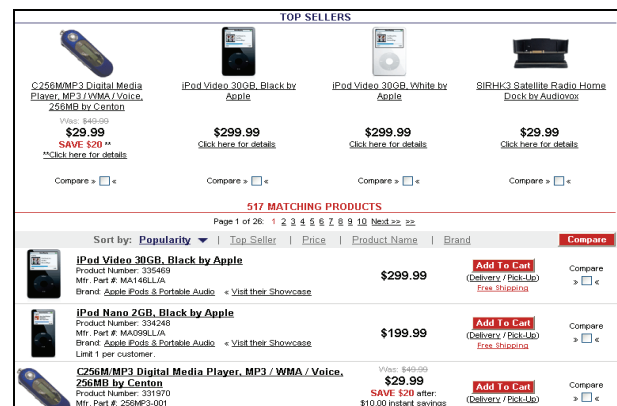 TOP SELLERS
C256M/MP3 Digital Media
Player, MP3 / WMA / Voice,
256MB by Centon
Was: $49.99
$29.99
SAVE $20 **
**Click here for details
Compare » «
iPod Video 30GB, Black by
Apple
$299.99
Click here for details
Compare » «
iPod Video 30GB, White by
Apple
$299.99
Click here for details
Compare » «
SIRHK3 Satellite Radio Home
Dock by Audiovox
$29.99
Click here for details
Compare » «
517 MATCHING PRODUCTS
Page 1 of 26: 1 2 3 4 5 6 7 8 9 10 Next >> >>
Sort by: Popularity | Top Seller | Price | Product Name | Brand Compare
iPod Video 30GB, Black by Apple
Product Number: 335469
Mfr. Part #: MA146LL/A
Brand: Apple iPods & Portable Audio « Visit their Showcase
$299.99
Add To Cart
(Delivery / Pick-Up)
Free Shipping
Compare
» «
iPod Nano 2GB, Black by Apple
Product Number: 334248
Mfr. Part #: MA099LL/A
Brand: Apple iPods & Portable Audio « Visit their Showcase
Limit 1 per customer.
$199.99
Add To Cart
(Delivery / Pick-Up)
Free Shipping
Compare
» «
C256M/MP3 Digital Media Player, MP3 / WMA / Voice,
256MB by Centon
Product Number: 331970
Mfr. Part #: 256MP3-001
Was: $49.99
$29.99
SAVE $20 after:
$10.00 instant savings
Add To Cart
(Delivery / Pick-Up)
Compare
» «